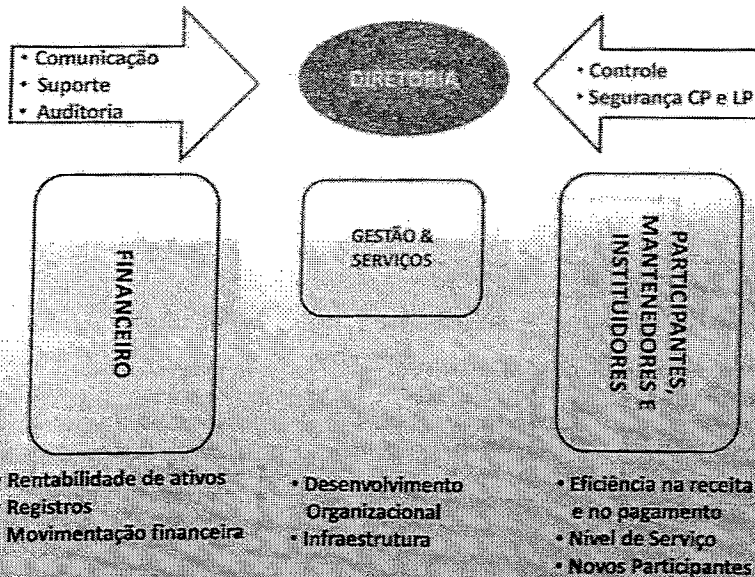 • Comunicação
• Suporte
• Auditoria
DIRETORIA
• Controle
• Segurança CP e LP
FINANCEIRO
GESTÃO &
SERVIÇOS
PARTICIPANTES,
MANTENEDORES E
INSTITUIDORES
Rentabilidade de ativos
Registros
Movimentação financeira
• Desenvolvimento
Organizacional
• Infraestrutura
• Eficiência na receita
e no pagamento
• Nível de Serviço
• Novos Participantes